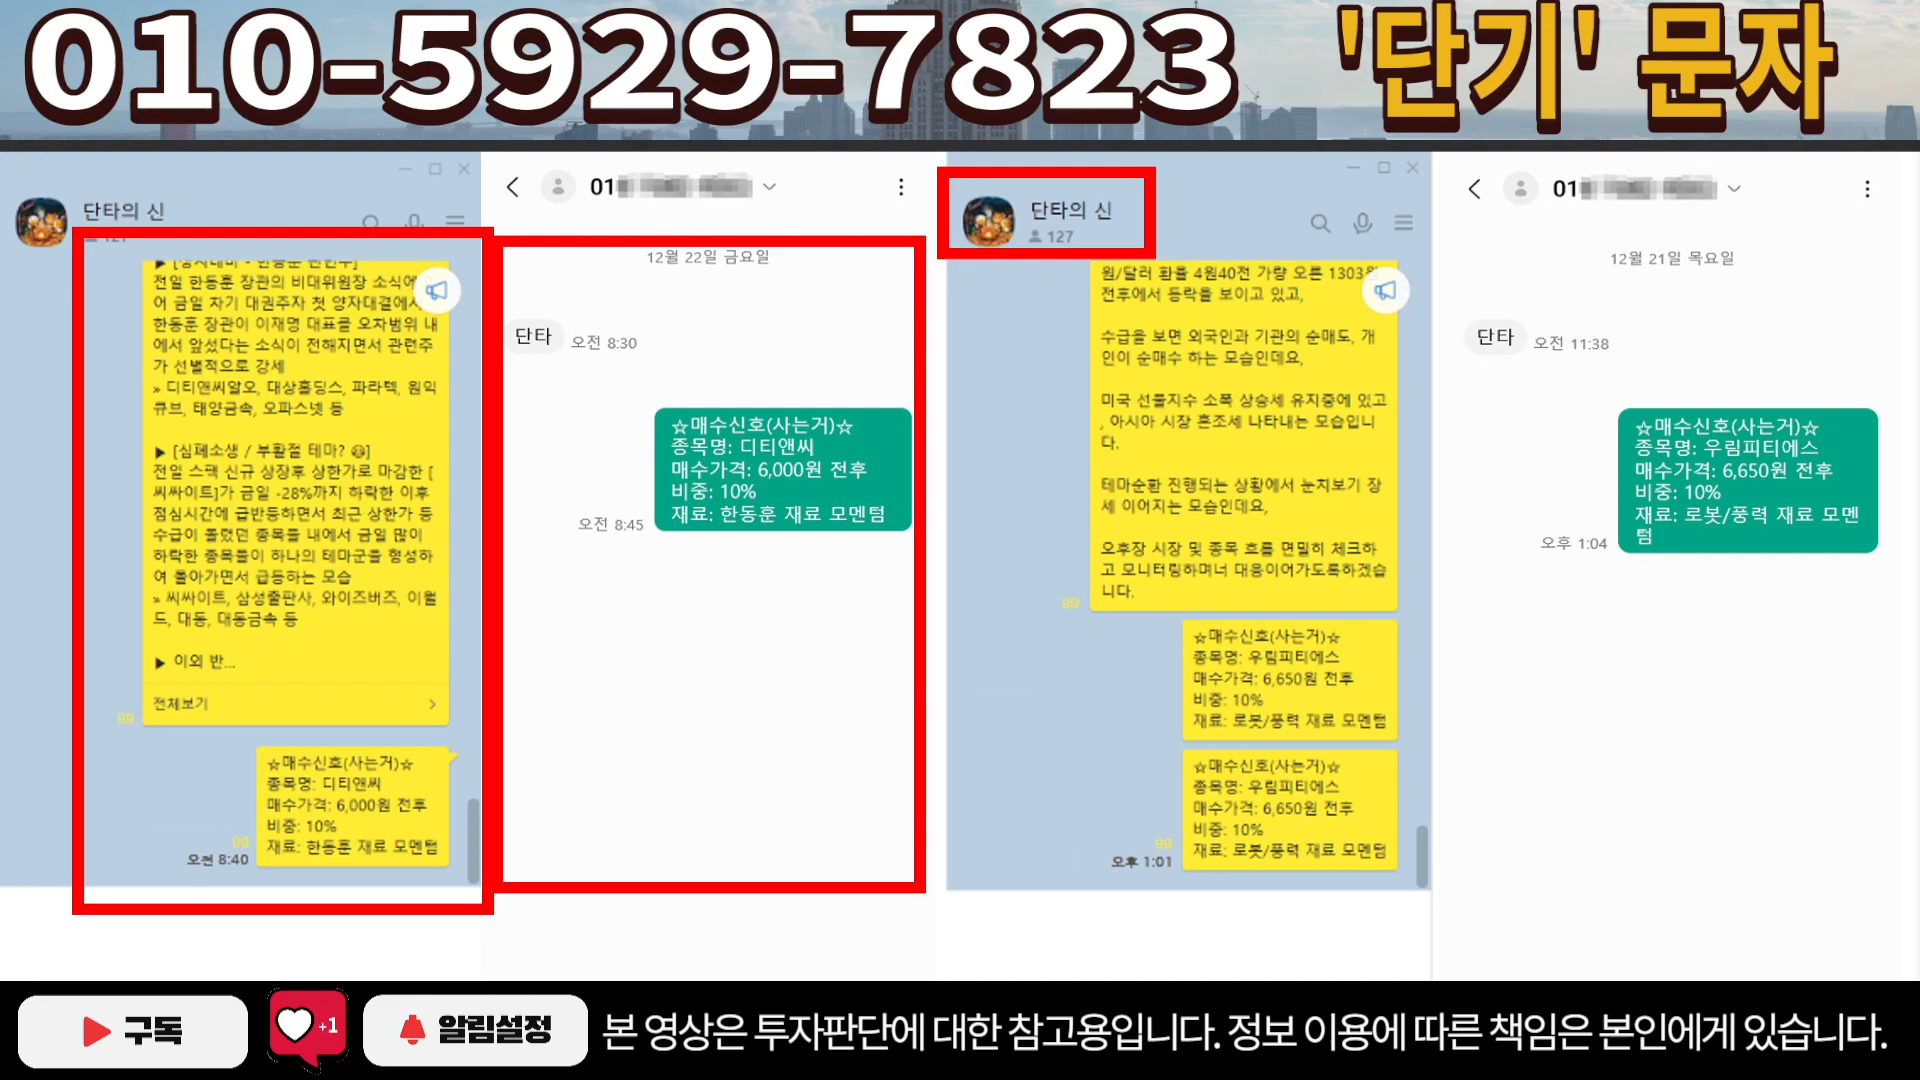 010-5929-7823 '단기' 문자
단타의 신
127
▶ [정치테마 - 한동훈 관련주]
전일 한동훈 장관의 비대위원장 소식에
어 금일 차기 대권주자 첫 양자대결에서
한동훈 장관이 이재명 대표를 오차범위 내
에서 앞섰다는 소식이 전해지면서 관련주
가 선별적으로 강세
» 디티앤씨알오, 대상홀딩스, 파라텍, 원익
큐브, 태양금속, 오파스넷 등
▶ [심폐소생 / 부활절 테마? 😂]
전일 스팩 신규 상장후 상한가로 마감한 [
씨싸이트]가 금일 -28%까지 하락한 이후
점심시간에 급반등하면서 최근 상한가 등
수급이 몰렸던 종목들 내에서 금일 많이
하락한 종목들이 하나의 테마군을 형성하
여 돌아가면서 급등하는 모습
» 씨싸이트, 삼성출판사, 와이즈버즈, 이월
드, 대동, 대동금속 등
▶ 이외 반...
전체보기
99
☆매수신호(사는거)☆
종목명: 디티앤씨
매수가격: 6,000원 전후
비중: 10%
재료: 한동훈 재료 모멘텀
99
오전 8:40
01
12월 22일 금요일
단타
오전 8:30
☆매수신호(사는거)☆
종목명: 디티앤씨
매수가격: 6,000원 전후
비중: 10%
재료: 한동훈 재료 모멘텀
오전 8:45
단타의 신
127
원/달러 환율 4원40전 가량 오른 1303원
전후에서 등락을 보이고 있고,
수급을 보면 외국인과 기관의 순매도, 개
인이 순매수 하는 모습인데요,
미국 선물지수 소폭 상승세 유지중에 있고
, 아시아 시장 혼조세 나타내는 모습입니
다.
테마순환 진행되는 상황에서 눈치보기 장
세 이어지는 모습인데요,
오후장 시장 및 종목 흐름 면밀히 체크하
고 모니터링하며너 대응이어가도록하겠습
니다.
99
☆매수신호(사는거)☆
종목명: 우림피티에스
매수가격: 6,650원 전후
비중: 10%
재료: 로봇/풍력 재료 모멘텀
☆매수신호(사는거)☆
종목명: 우림피티에스
매수가격: 6,650원 전후
비중: 10%
재료: 로봇/풍력 재료 모멘텀
99
오후 1:01
01
12월 21일 목요일
단타
오전 11:38
☆매수신호(사는거)☆
종목명: 우림피티에스
매수가격: 6,650원 전후
비중: 10%
재료: 로봇/풍력 재료 모멘
텀
오후 1:04
구독
+1
알림설정
본 영상은 투자판단에 대한 참고용입니다. 정보 이용에 따른 책임은 본인에게 있습니다.